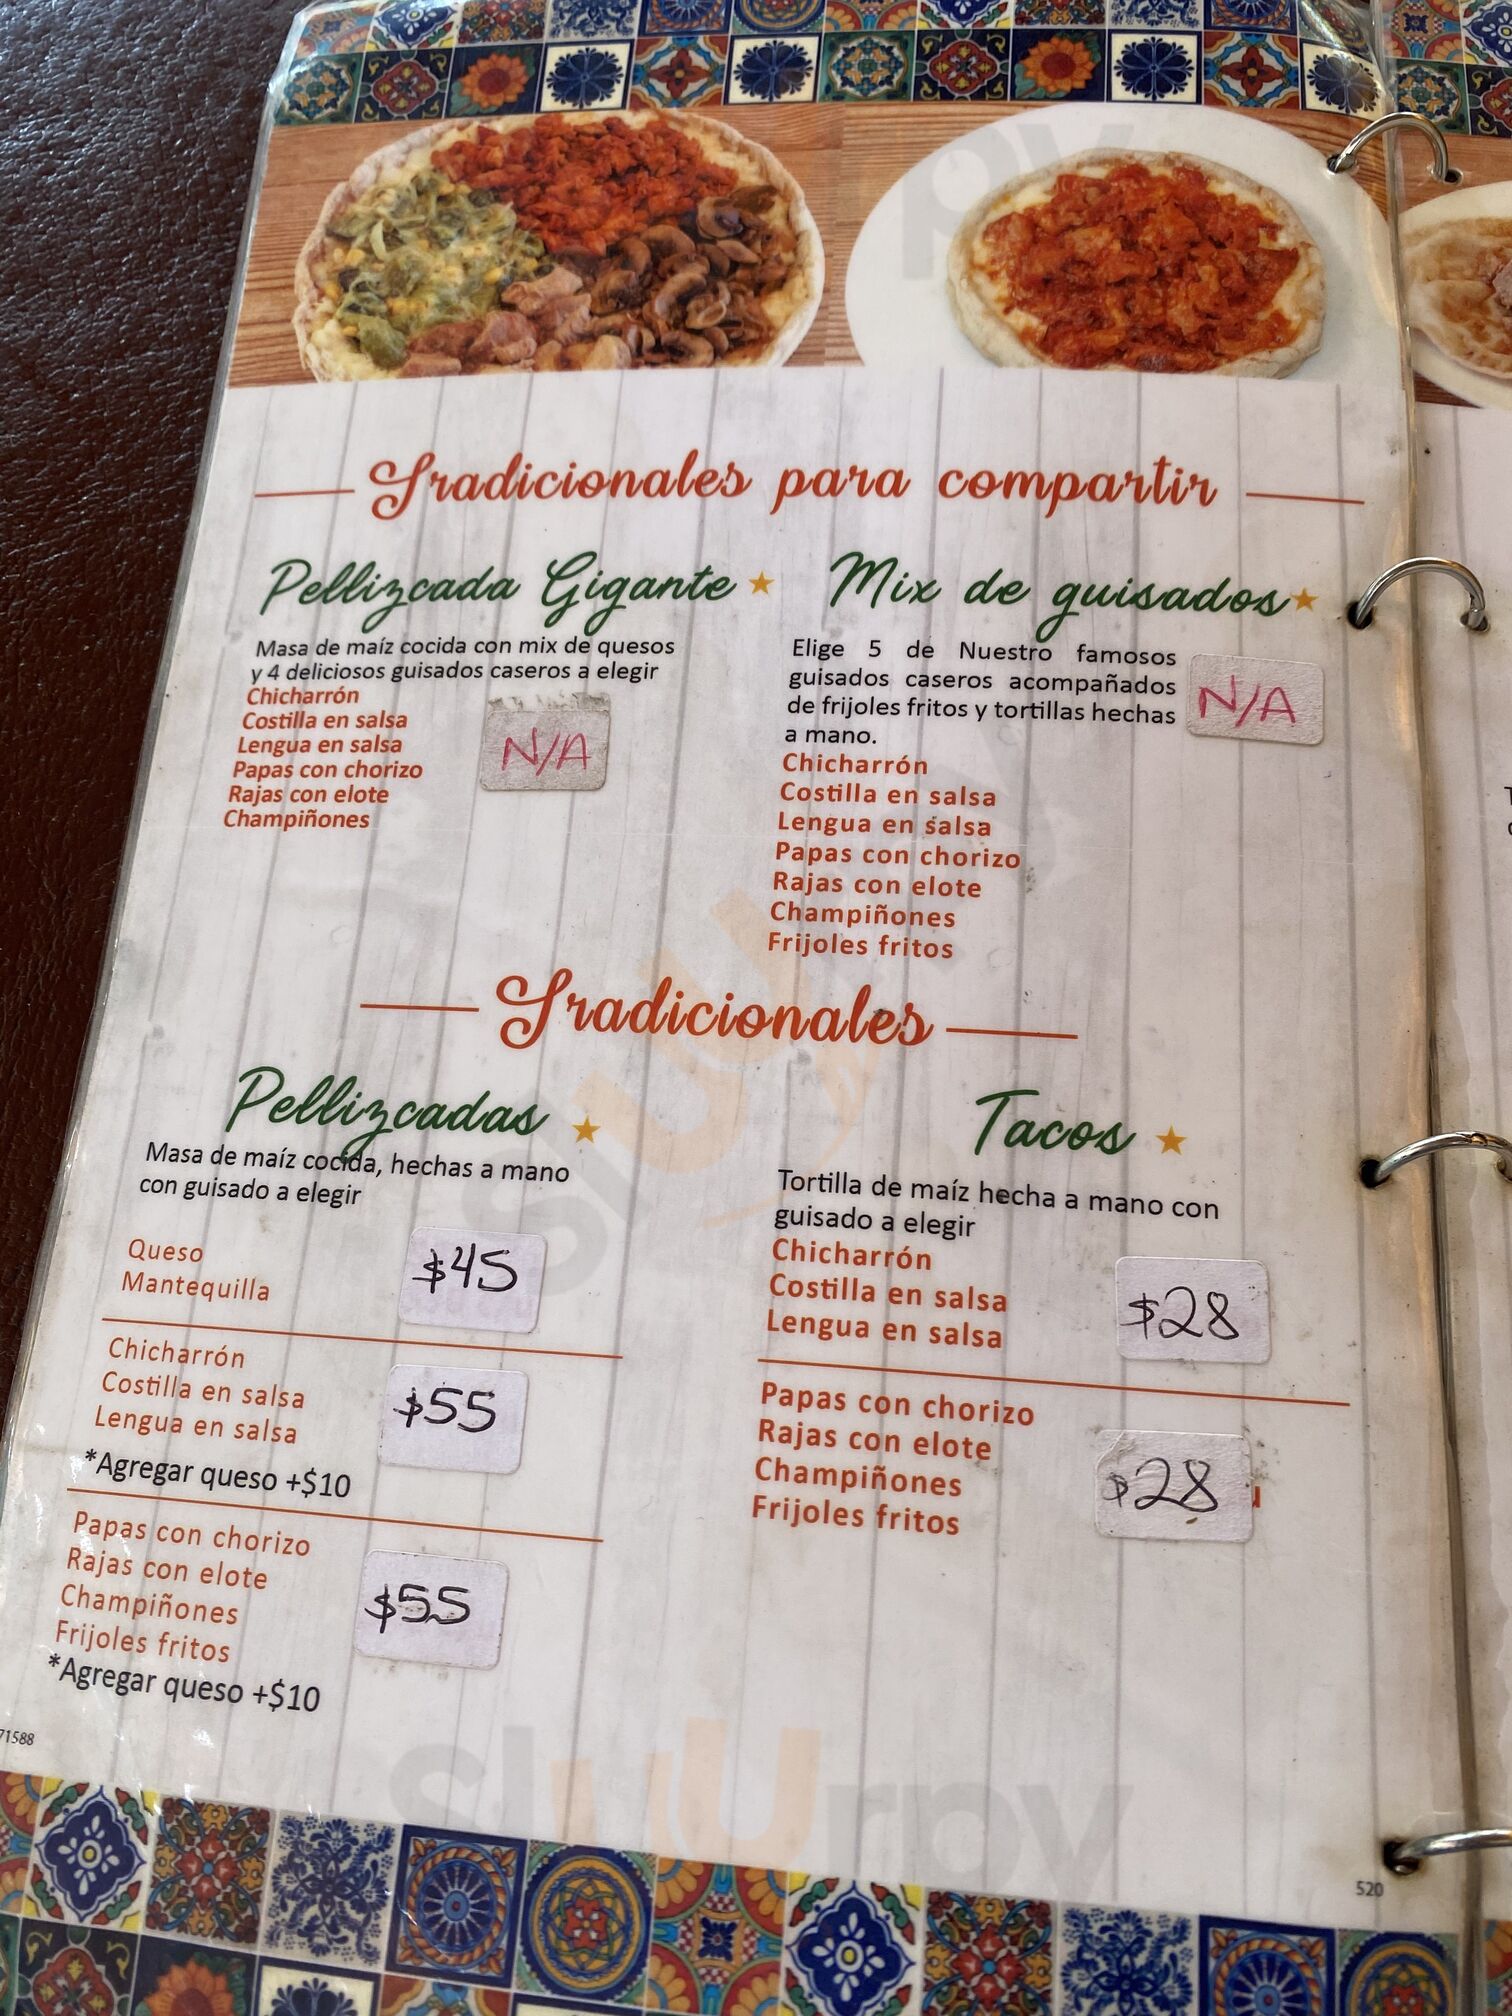 Tradicionales para compartir
Pellizcada Gigante
Masa de maíz cocida con mix de quesos
y 4 deliciosos guisados caseros a elegir
Chicharrón
Costilla en salsa
Lengua en salsa
Papas con chorizo
Rajas con elote
Champiñones
N/A
Mix de guisados
Elige 5 de Nuestro famosos
guisados caseros acompañados
de frijoles fritos y tortillas hechas
a mano.
N/A
Chicharrón
Costilla en salsa
Lengua en salsa
Papas con chorizo
Rajas con elote
Champiñones
Frijoles fritos
Tradicionales
Pellizcadas
Masa de maíz cocida, hechas a mano
con guisado a elegir
Queso
Mantequilla
$45
Chicharrón
Costilla en salsa
Lengua en salsa
$55
*Agregar queso +$10
Papas con chorizo
Rajas con elote
Champiñones
Frijoles fritos
$55
*Agregar queso +$10
Tacos
Tortilla de maíz hecha a mano con
guisado a elegir
Chicharrón
Costilla en salsa
Lengua en salsa
$28
Papas con chorizo
Rajas con elote
Champiñones
Frijoles fritos
$28
71588
520
sluurpy
sluurpy